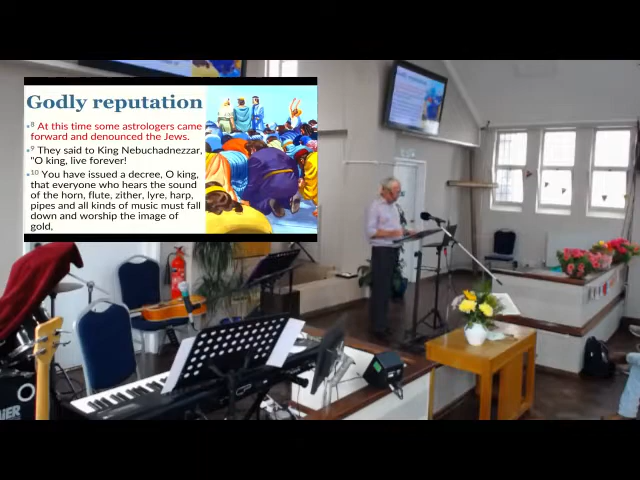 Godly reputation
•8 At this time some astrologers came
forward and denounced the Jews.
•9 They said to King Nebuchadnezzar,
"O king, live forever!
•10 You have issued a decree, O king,
that everyone who hears the sound
of the horn, flute, zither, lyre, harp,
pipes and all kinds of music must fall
down and worship the image of
gold,